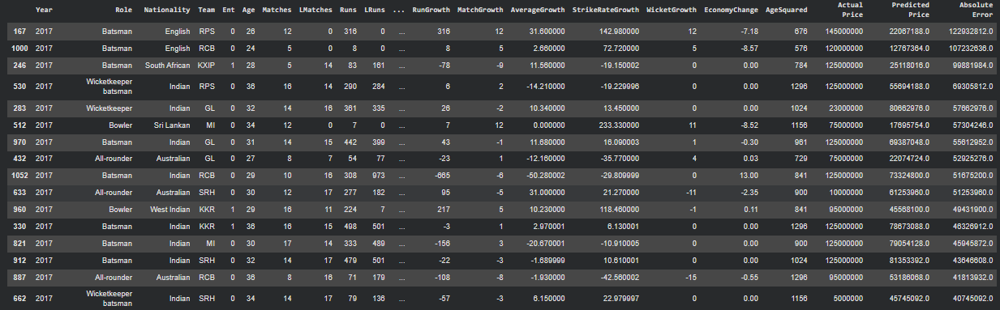 Year Role Nationality Team Ent Age Matches LMatches Runs LRuns ... RunGrowth MatchGrowth AverageGrowth StrikeRateGrowth WicketGrowth EconomyChange AgeSquared Actual Price Predicted Price Absolute Error
167 2017 Batsman English RPS 0 26 12 0 316 0 ... 316 12 31.600000 142.980000 12 -7.18 676 145000000 22067188.0 122932812.0
1000 2017 Batsman English RCB 0 24 5 0 8 0 ... 8 5 2.660000 72.720000 5 -8.57 576 120000000 12767364.0 107232636.0
246 2017 Batsman South African KXIP 1 28 5 14 83 161 ... -78 -9 11.560000 -19.150002 0 0.00 784 125000000 25118016.0 99881984.0
530 2017 Wicketkeeper batsman Indian RPS 0 36 16 14 290 284 ... 6 2 -14.210000 -19.229996 0 0.00 1296 125000000 55694188.0 69305812.0
283 2017 Wicketkeeper Indian GL 0 32 14 16 361 335 ... 26 -2 10.340000 13.450000 0 0.00 1024 23000000 80662976.0 57662976.0
512 2017 Bowler Sri Lankan MI 0 34 12 0 7 0 ... 7 12 0.000000 233.330000 11 -8.52 1156 75000000 17695754.0 57304246.0
970 2017 Batsman Indian GL 0 31 14 15 442 399 ... 43 -1 11.680000 16.090003 1 -0.30 961 125000000 69387048.0 55612952.0
432 2017 All-rounder Australian GL 0 27 8 7 54 77 ... -23 1 -12.160000 -35.770000 4 0.03 729 75000000 22074724.0 52925276.0
1052 2017 Batsman Indian RCB 0 29 10 16 308 973 ... -665 -6 -50.280002 -29.809999 0 13.00 841 125000000 73324800.0 51675200.0
633 2017 All-rounder Australian SRH 0 30 12 17 277 182 ... 95 -5 31.000000 21.270000 -11 -2.35 900 10000000 61253960.0 51253960.0
960 2017 Bowler West Indian KKR 1 29 16 11 224 7 ... 217 5 10.230000 118.460000 -1 0.11 841 95000000 45568100.0 49431900.0
330 2017 Batsman Indian KKR 1 36 16 15 498 501 ... -3 1 2.970001 6.130001 0 0.00 1296 125000000 78673088.0 46326912.0
821 2017 Batsman Indian MI 0 30 17 14 333 489 ... -156 3 -20.670001 -10.910005 0 0.00 900 125000000 79054128.0 45945872.0
912 2017 Batsman Indian SRH 0 32 14 17 479 501 ... -22 -3 -1.689999 10.610001 0 0.00 1024 125000000 81353392.0 43646608.0
887 2017 All-rounder Australian RCB 0 36 8 16 71 179 ... -108 -8 -1.930000 -42.560002 -15 -0.55 1296 95000000 53186068.0 41813932.0
662 2017 Wicketkeeper batsman Indian SRH 0 34 14 17 79 136 ... -57 -3 6.150000 22.979997 0 0.00 1156 5000000 45745092.0 40745092.0